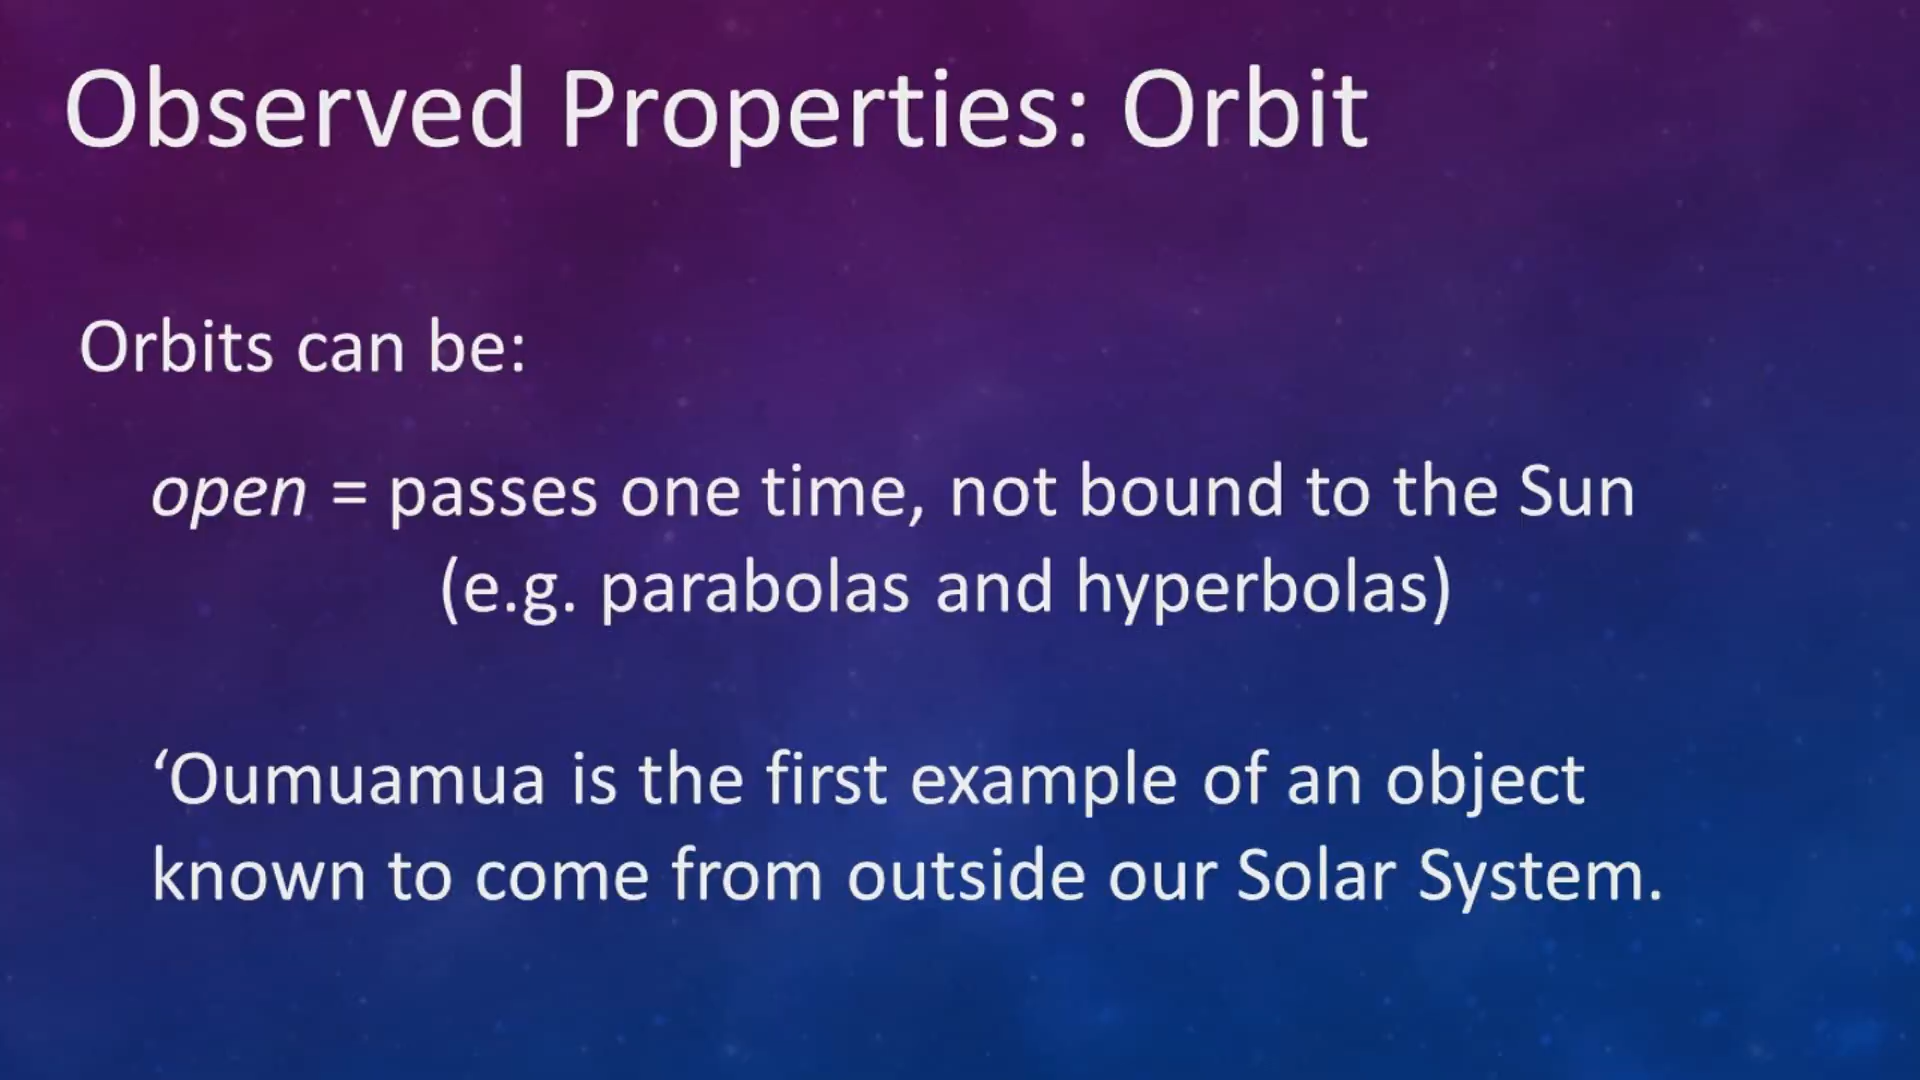 Observed Properties: Orbit
Orbits can be:
open = passes one time, not bound to the Sun
(e.g. parabolas and hyperbolas)
‘Oumuamua is the first example of an object
known to come from outside our Solar System.